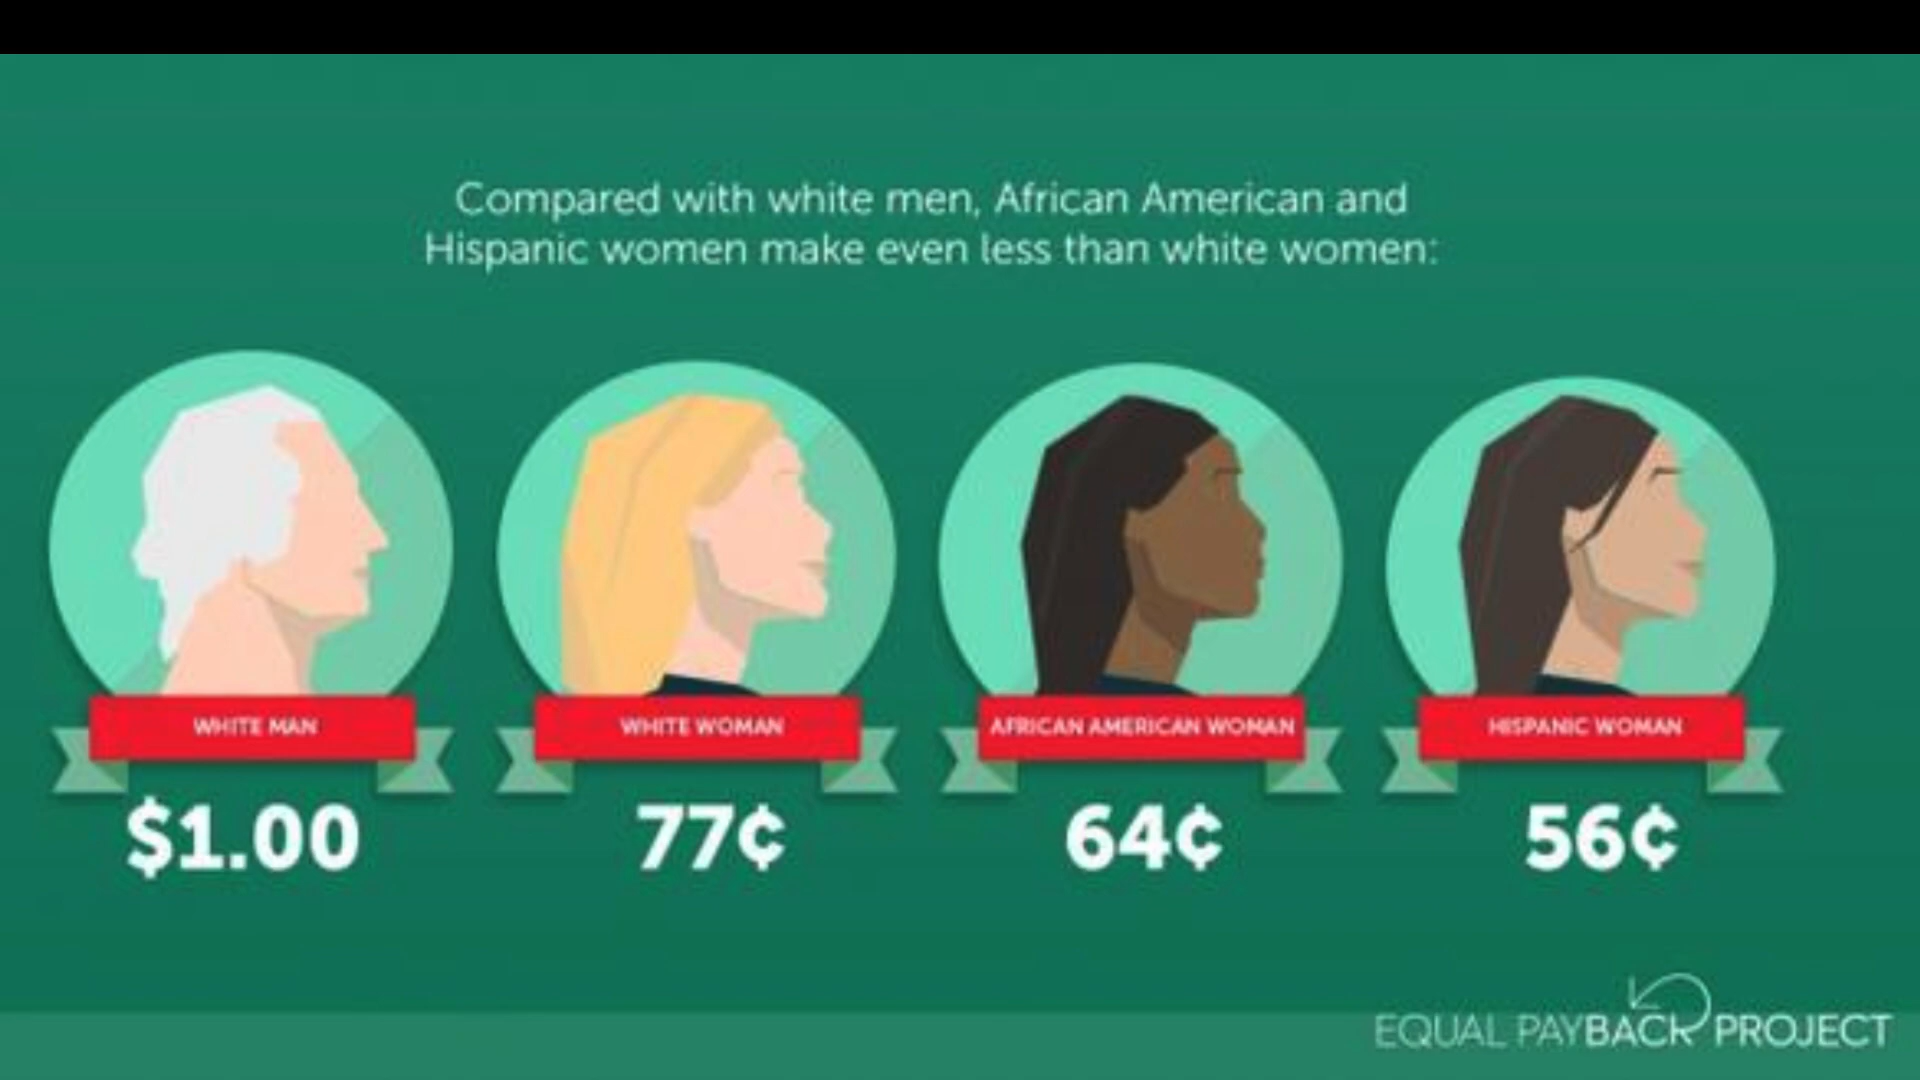 Compared with white men, African American and
Hispanic women make even less than white women:
WHITE MAN
WHITE WOMAN
AFRICAN AMERICAN WOMAN
HISPANIC WOMAN
$1.00
77¢
64¢
56¢
EQUAL PAYBACK PROJECT